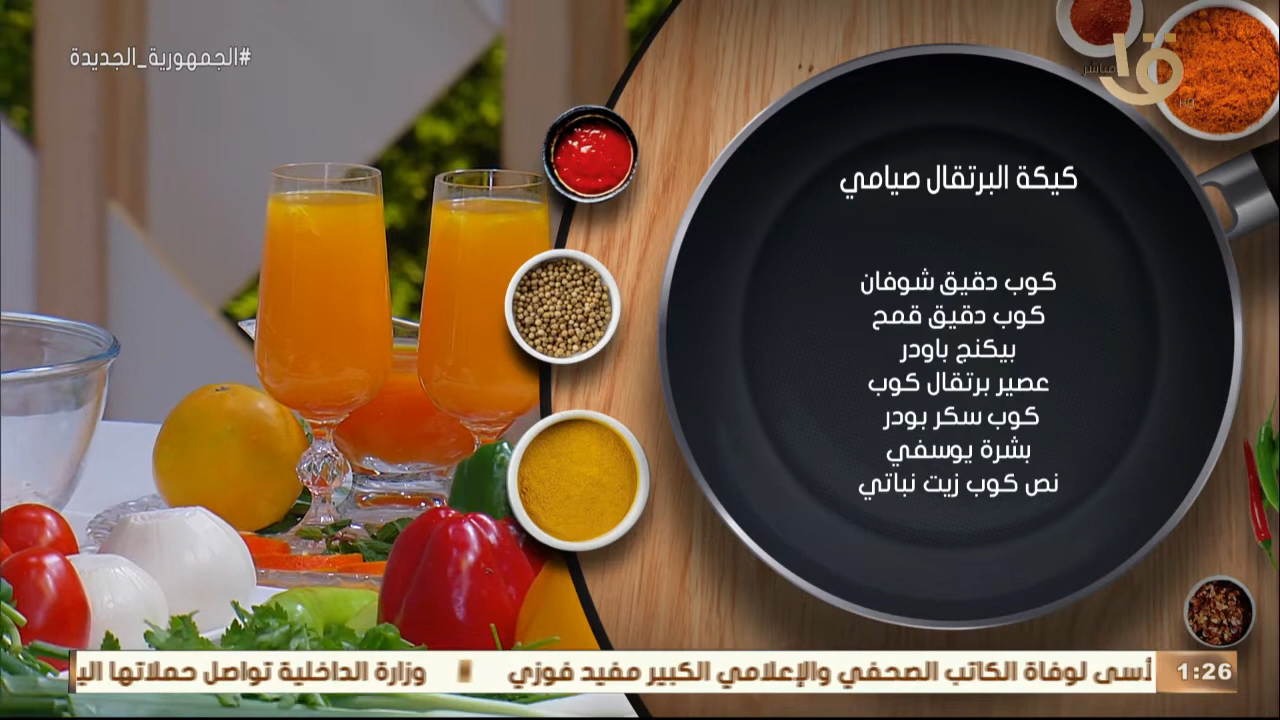 #الجمهورية_الجديدة
مباشر
كيكة البرتقال صيامي
كوب دقيق شوفان
كوب دقيق قمح
بيكنج باودر
عصير برتقال كوب
كوب سكر بودر
بشرة يوسفي
نص كوب زيت نباتي
1:26
أسى لوفاة الكاتب الصحفي والإعلامي الكبير مفيد فوزي
وزارة الداخلية تواصل حملاتها الي